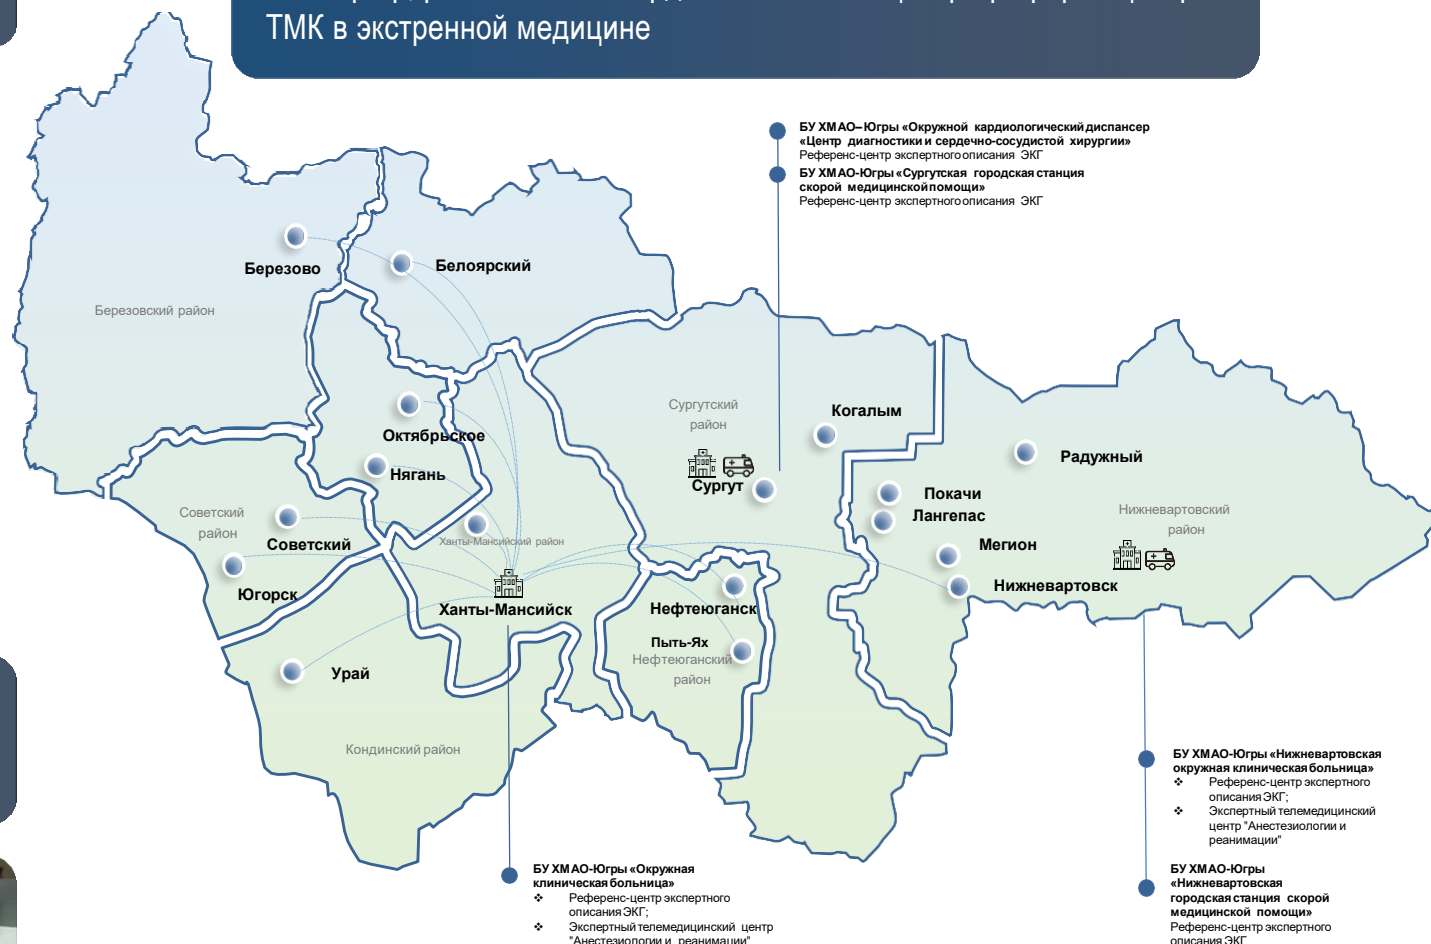 ТМК в экстренной медицине
БУ ХМАО–Югры «Окружной кардиологический диспансер
«Центр диагностики и сердечно-сосудистой хирургии»
Референс-центр экспертного описания ЭКГ
БУ ХМАО-Югры «Сургутская городская станция
скорой медицинской помощи»
Референс-центр экспертного описания ЭКГ
Березово
Белоярский
Березовский район
Октябрьское
Нягань
Сургутский
район
Когалым
Сургут
Радужный
Покачи
Лангепас
Нижневартовский
район
Советский
район
Советский
Ханты-Мансийский район
Мегион
Нижневартовск
Югорск
Ханты-Мансийск
Нефтеюганск
Пыть-Ях
Нефтеюганский
район
Урай
Кондинский район
БУ ХМАО-Югры «Нижневартовская
окружная клиническая больница»
❖ Референс-центр экспертного
описания ЭКГ;
❖ Экспертный телемедицинский
центр "Анестезиологии и
реанимации"
БУ ХМАО-Югры «Окружная
клиническая больница»
❖ Референс-центр экспертного
описания ЭКГ;
❖ Экспертный телемедицинский центр
"Анестезиологии и реанимации"
БУ ХМАО-Югры
«Нижневартовская
городская станция скорой
медицинской помощи»
Референс-центр экспертного
описания ЭКГ